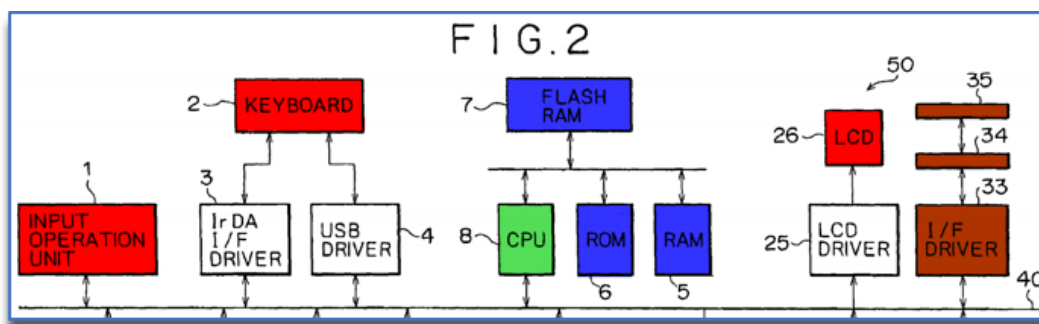 FIG.2
50
35
2
KEYBOARD
7
FLASH
RAM
26
LCD
34
1
3
33
INPUT
OPERATION
UNIT
IrDA
I/F
DRIVER
USB
DRIVER
4
8
CPU
ROM
RAM
25
LCD
DRIVER
I/F
DRIVER
6
5
40